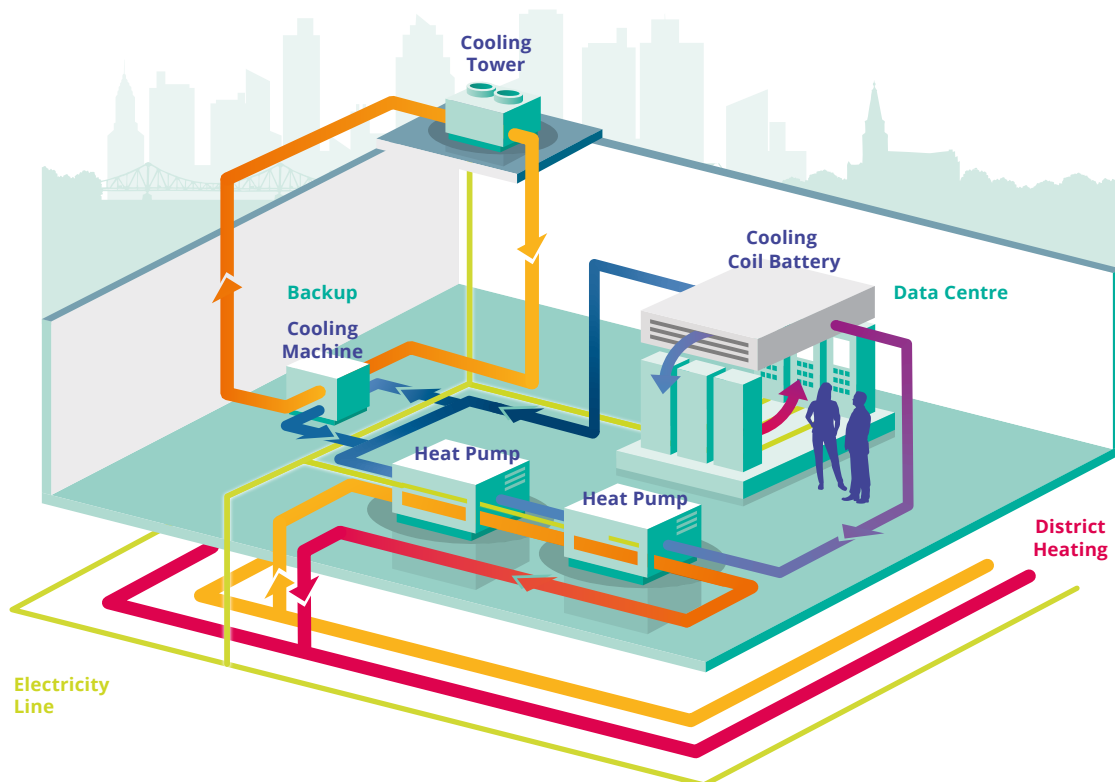 Cooling
Tower
Cooling
Coil Battery
Data Centre
Backup
Cooling
Machine
Heat Pump
Heat Pump
District
Heating
Electricity
Line